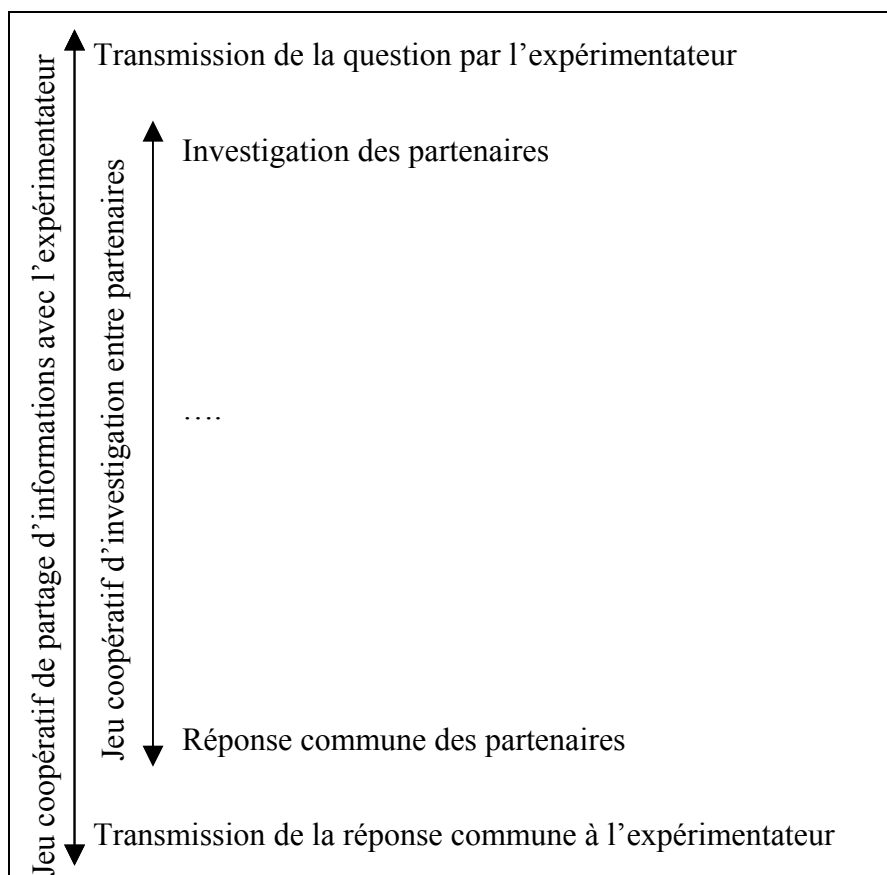 Jeu coopératif de partage d’informations avec l’expérimentateur
Transmission de la question par l’expérimentateur
Jeu coopératif d’investigation entre partenaires
Investigation des partenaires
….
Réponse commune des partenaires
Transmission de la réponse commune à l’expérimentateur